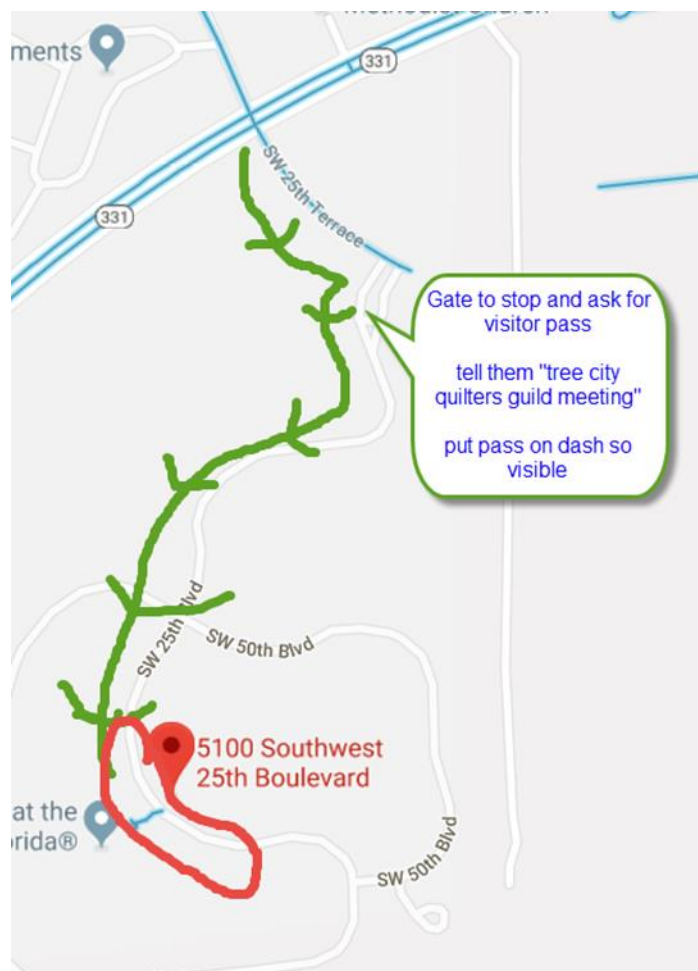 ments
331
SW 25th Terrace
331
Gate to stop and ask for
visitor pass
tell them "tree city
quilters guild meeting"
put pass on dash so
visible
SW 25th Blvd
SW 50th Blvd
5100 Southwest
25th Boulevard
at the
rida®
SW 50th Blvd